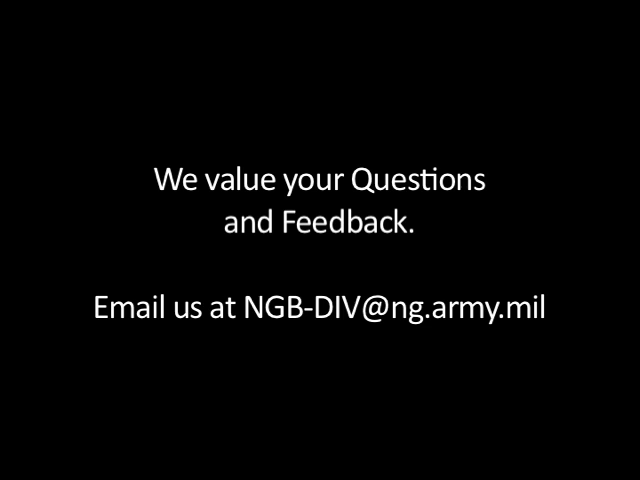 We value your Questions
and Feedback.
Email us at NGB-DIV@ng.army.mil